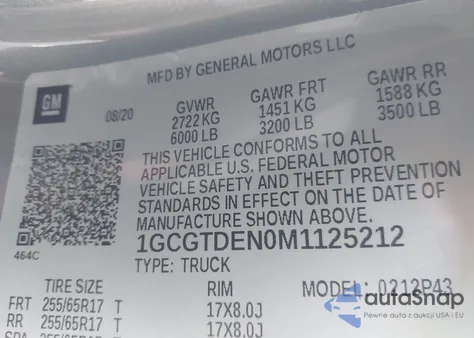 MFD BY GENERAL MOTORS LLC
GM
08/20
GVWR GAWR FRT GAWR RR
2722 KG 1451 KG 1588 KG
6000 LB 3200 LB 3500 LB
THIS VEHICLE CONFORMS TO ALL
APPLICABLE U.S. FEDERAL MOTOR
VEHICLE SAFETY AND THEFT PREVENTION
STANDARDS IN EFFECT ON THE DATE OF
MANUFACTURE SHOWN ABOVE.
464C
1GCGTDEN0M1125212
TYPE: TRUCK MODEL: 0212P43
TIRE SIZE RIM
FRT 255/65R17 T 17X8.0J
RR 255/65R17 T 17X8.0J
SPA
autoSnap
Pewne auta z aukcji USA i EU